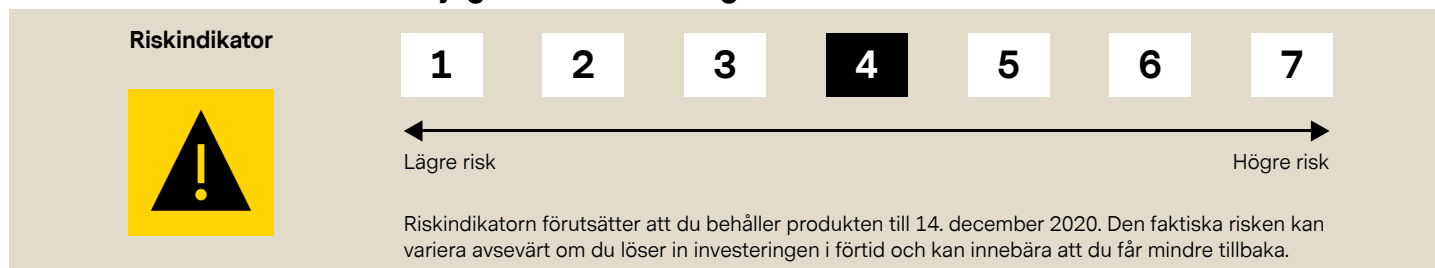 Riskindikator
1 2 3 4 5 6 7
Lägre risk Högre risk
Riskindikatorn förutsätter att du behåller produkten till 14. december 2020. Den faktiska risken kan
variera avsevärt om du löser in investeringen i förtid och kan innebära att du får mindre tillbaka.